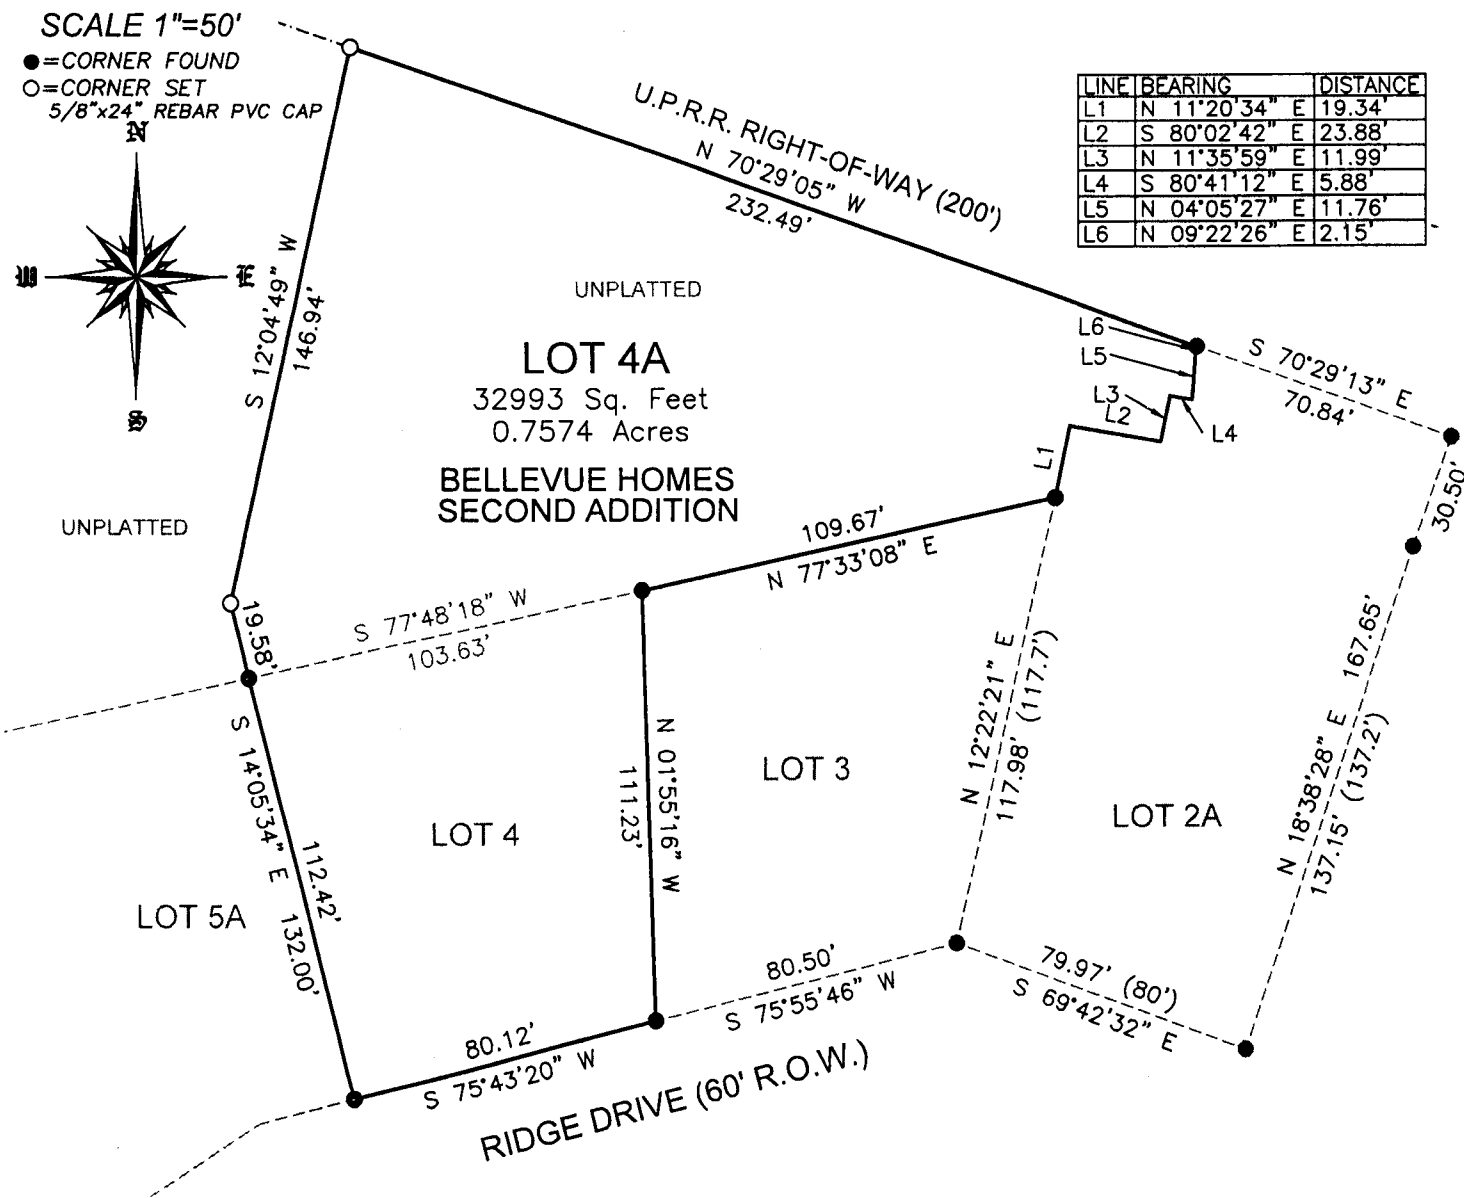 SCALE 1"=50'
●=CORNER FOUND
○=CORNER SET
5/8"x24" REBAR PVC CAP
N
W
E
S
LINE BEARING DISTANCE
L1 N 11°20'34" E 19.34'
L2 S 80°02'42" E 23.88'
L3 N 11°35'59" E 11.99'
L4 S 80°41'12" E 5.88'
L5 N 04°05'27" E 11.76'
L6 N 09°22'26" E 2.15'
U.P.R.R. RIGHT-OF-WAY (200')
N 70°29'05" W
232.49'
S 12°04'49" W
146.94'
UNPLATTED
LOT 4A
32993 Sq. Feet
0.7574 Acres
BELLEVUE HOMES
SECOND ADDITION
L6
L5
L3
L2
L4
L1
S 70°29'13" E
70.84'
30.50'
UNPLATTED
19.58'
S 77°48'18" W
103.63'
109.67'
N 77°33'08" E
N 12°22'21" E
117.98' (117.7')
167.65'
N 18°38'28" E
137.15' (137.2')
N 01°55'16" W
111.23'
LOT 3
LOT 2A
LOT 4
LOT 5A
S 14°05'34" E
112.42'
132.00'
80.12'
S 75°43'20" W
80.50'
S 75°55'46" W
79.97' (80')
S 69°42'32" E
RIDGE DRIVE (60' R.O.W.)